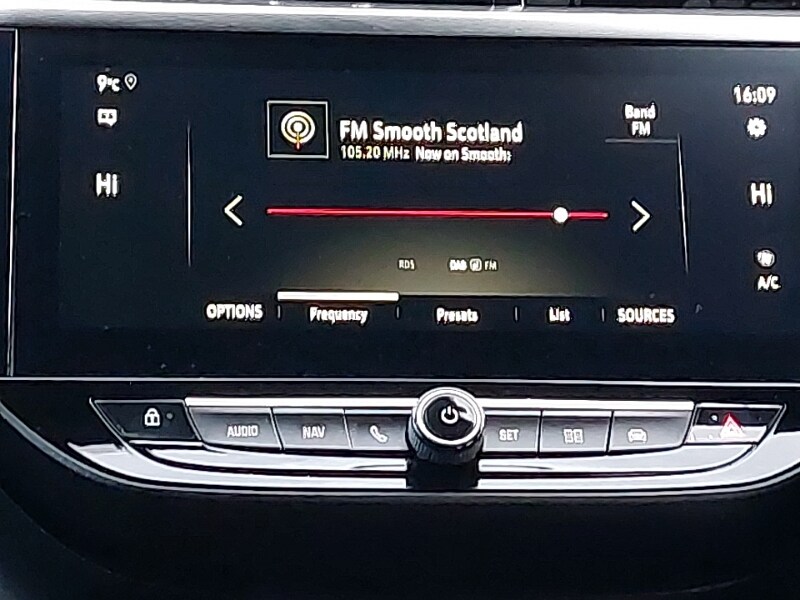 9°C
16:09
Band
FM
FM Smooth Scotland
105.20 MHz Now on Smooth:
Hi
Hi
RDS
DAB FM
A/C
OPTIONS
Frequency
Presets
List
SOURCES
AUDIO
NAV
SET